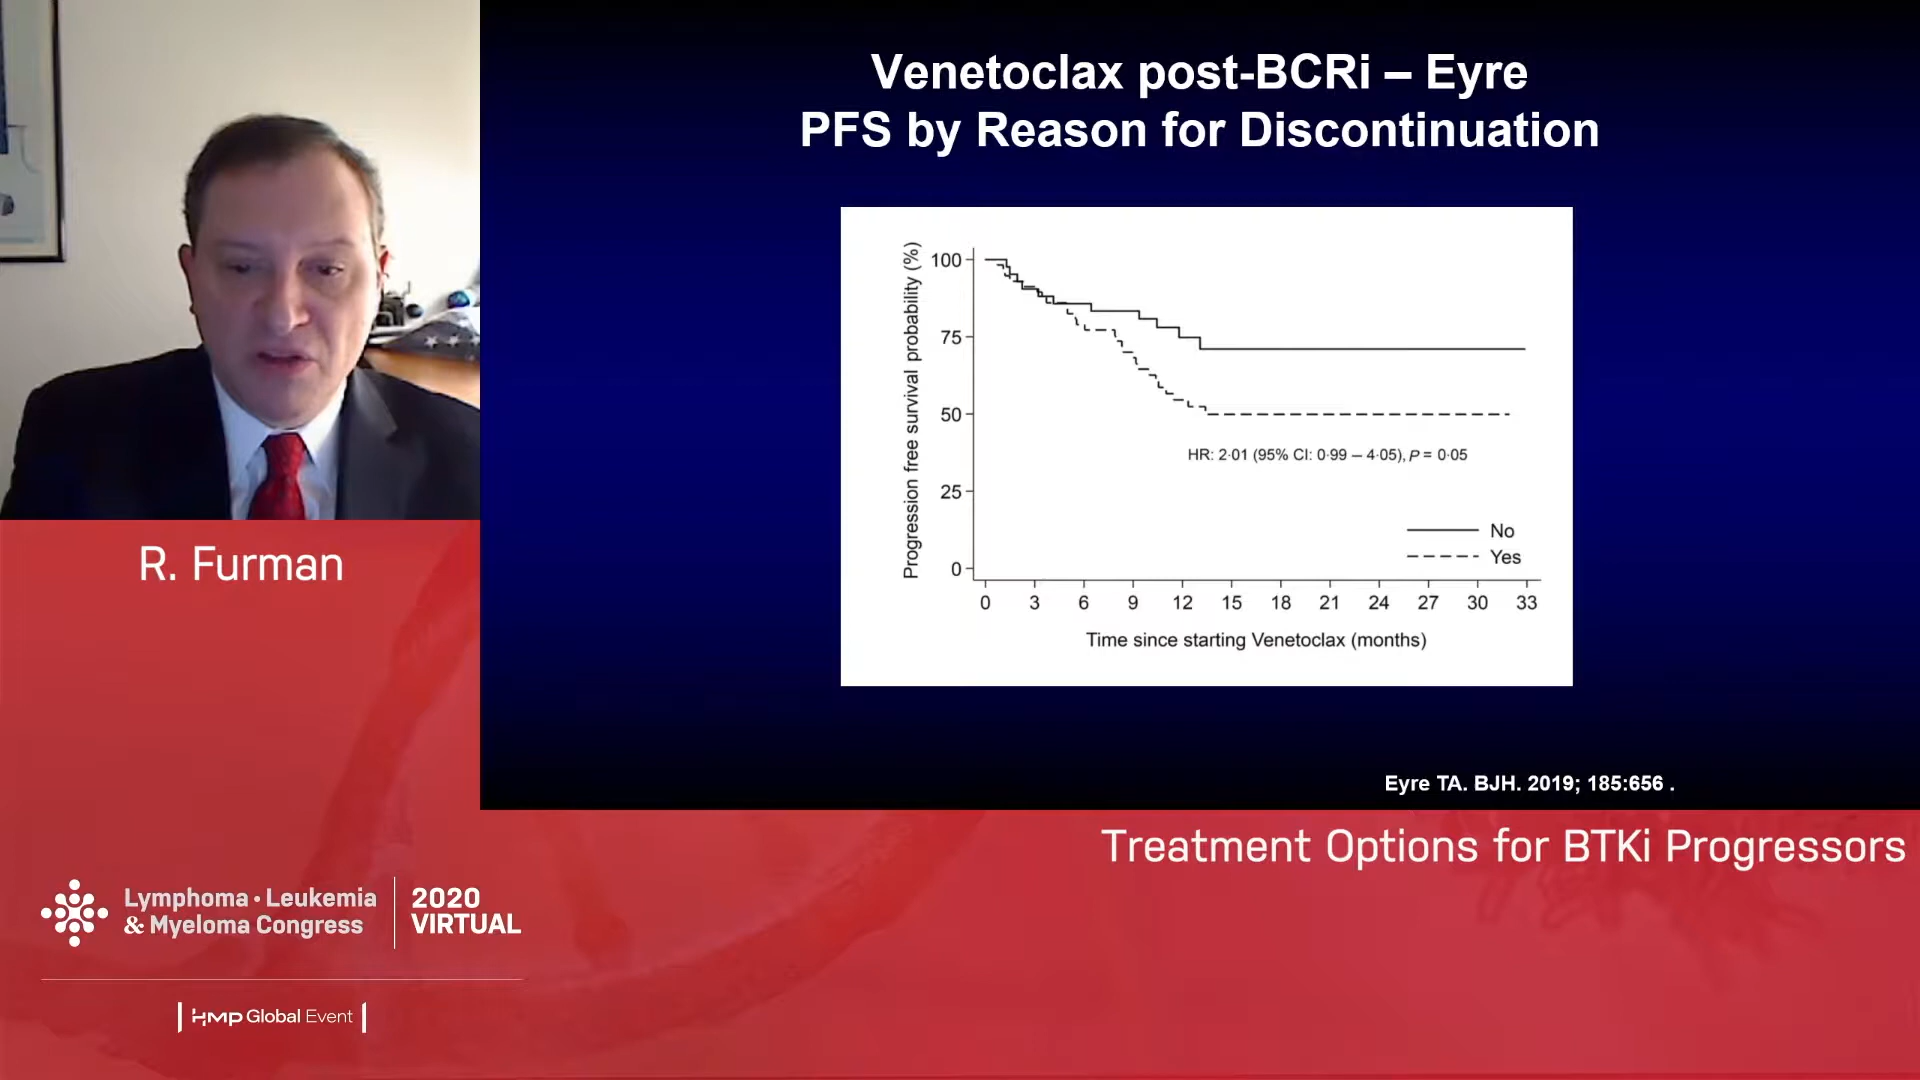 Venetoclax post-BCRi – Eyre
PFS by Reason for Discontinuation
Progression free survival probability (%)
100
75
50
25
0
HR: 2·01 (95% CI: 0·99 – 4·05), P = 0·05
No
Yes
0 3 6 9 12 15 18 21 24 27 30 33
Time since starting Venetoclax (months)
Eyre TA. BJH. 2019; 185:656 .
R. Furman
Treatment Options for BTKi Progressors
Lymphoma • Leukemia
& Myeloma Congress
2020
VIRTUAL
HMP Global Event